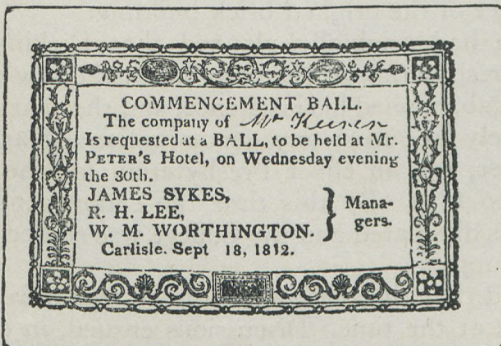 COMMENCEMENT BALL.
The company of Mr Keener
Is requested at a BALL, to be held at Mr.
PETER'S Hotel, on Wednesday evening
the 30th.
JAMES SYKES,
R. H. LEE,
W. M. WORTHINGTON. } Mana-
gers.
Carlisle. Sept 18, 1812.